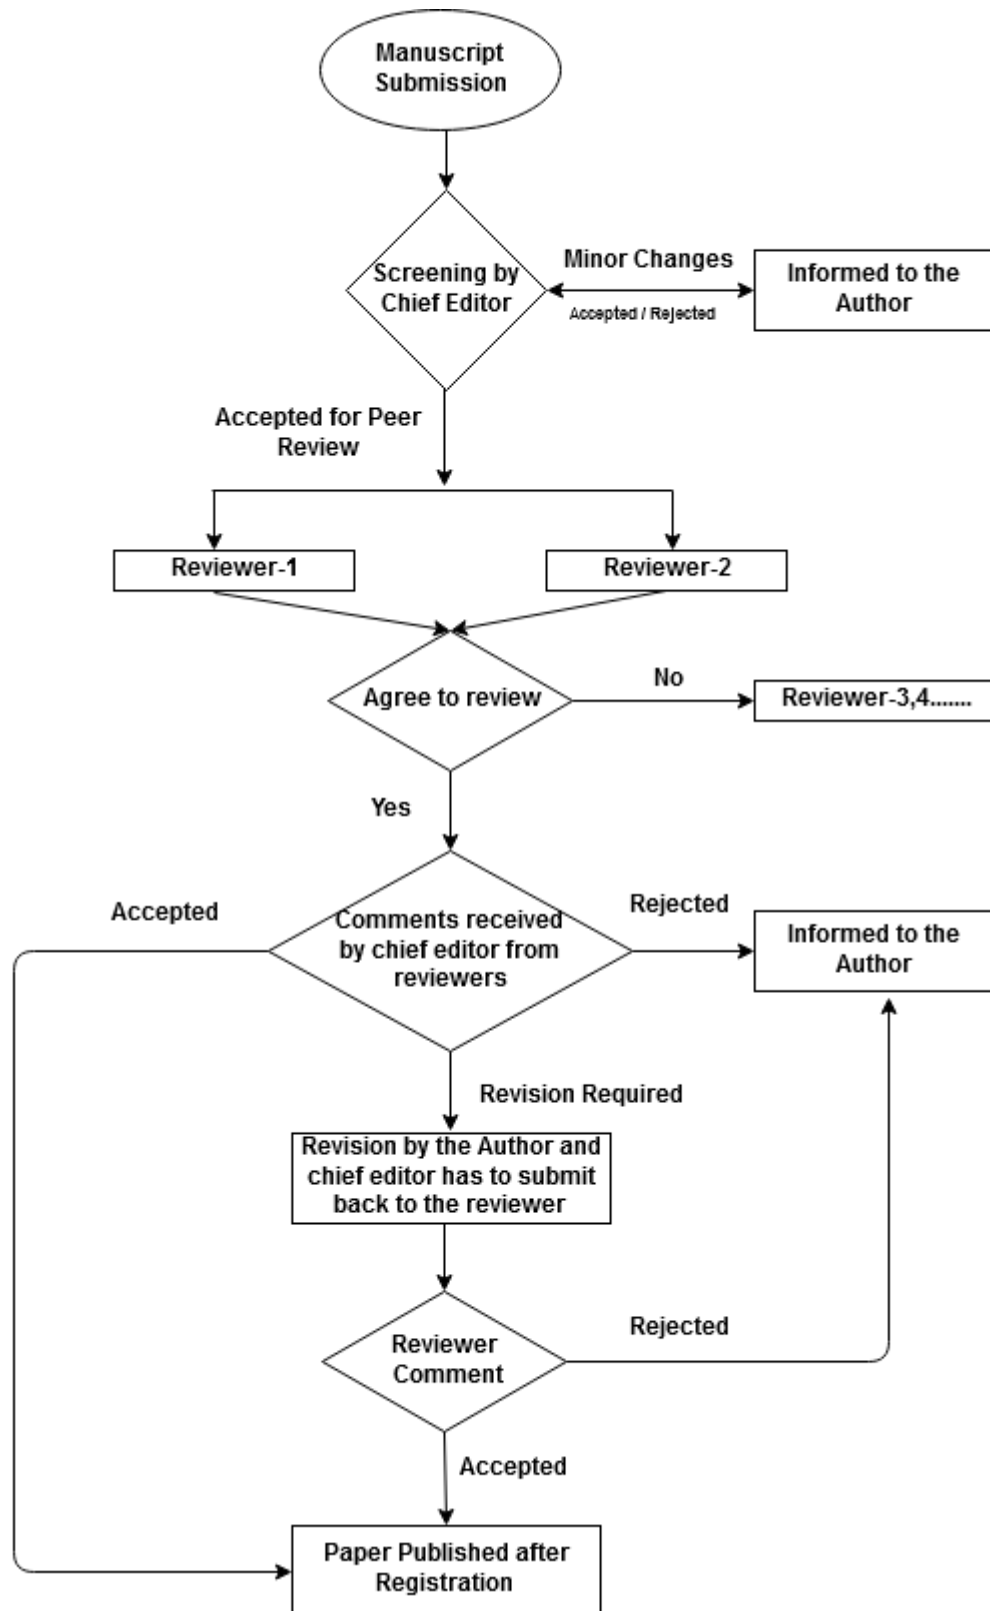 Manuscript
Submission
Screening by
Chief Editor
Minor Changes
Accepted / Rejected
Informed to the
Author
Accepted for Peer
Review
Reviewer-1
Reviewer-2
Agree to review
No
Reviewer-3,4.......
Yes
Accepted
Comments received
by chief editor from
reviewers
Rejected
Informed to the
Author
Revision Required
Revision by the Author and
chief editor has to submit
back to the reviewer
Reviewer
Comment
Rejected
Accepted
Paper Published after
Registration